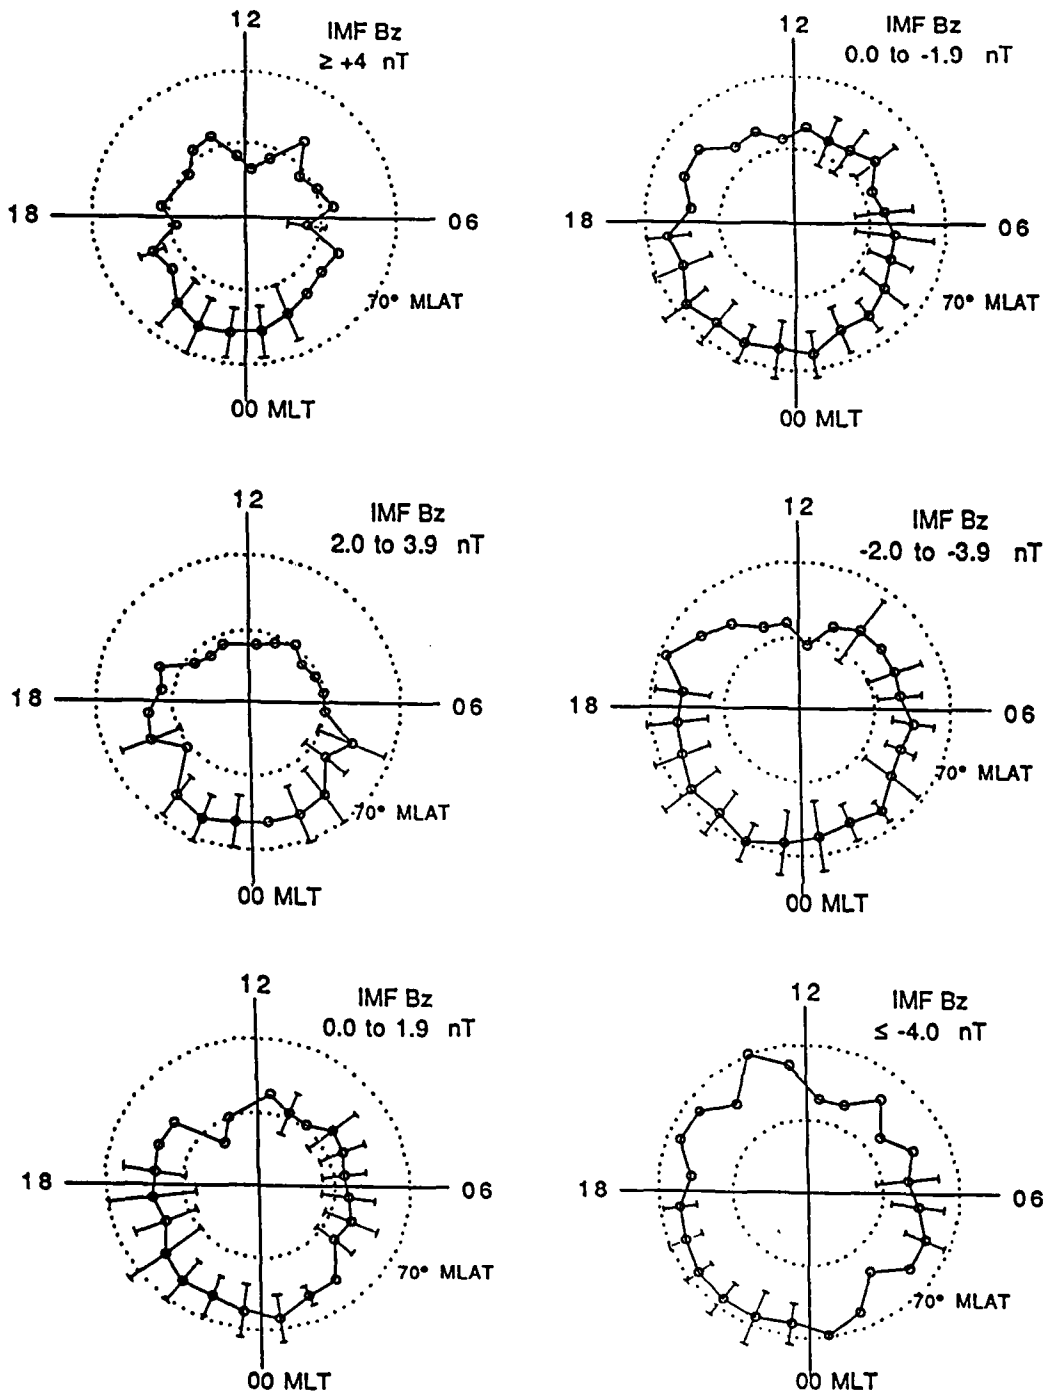 12
IMF Bz
≥ +4 nT
18
06
70° MLAT
00 MLT
12
IMF Bz
0.0 to -1.9 nT
18
06
70° MLAT
00 MLT
12
IMF Bz
2.0 to 3.9 nT
18
06
70° MLAT
00 MLT
12
IMF Bz
-2.0 to -3.9 nT
18
06
70° MLAT
00 MLT
12
IMF Bz
0.0 to 1.9 nT
18
06
70° MLAT
00 MLT
12
IMF Bz
≤ -4.0 nT
18
06
70° MLAT
00 MLT